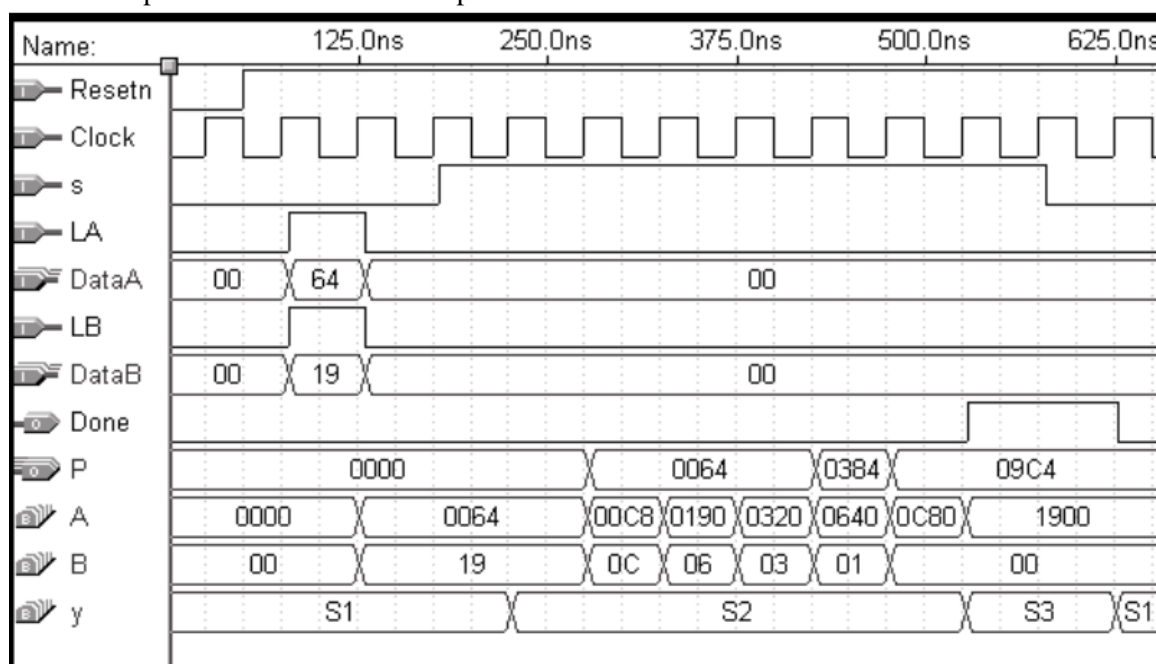 Name: 125.0ns 250.0ns 375.0ns 500.0ns 625.0ns
Resetn
Clock
s
LA
DataA 00 64 00
LB
DataB 00 19 00
Done
P 0000 0064 0384 09C4
A 0000 0064 00C8 0190 0320 0640 0C80 1900
B 00 19 0C 06 03 01 00
y S1 S2 S3 S1